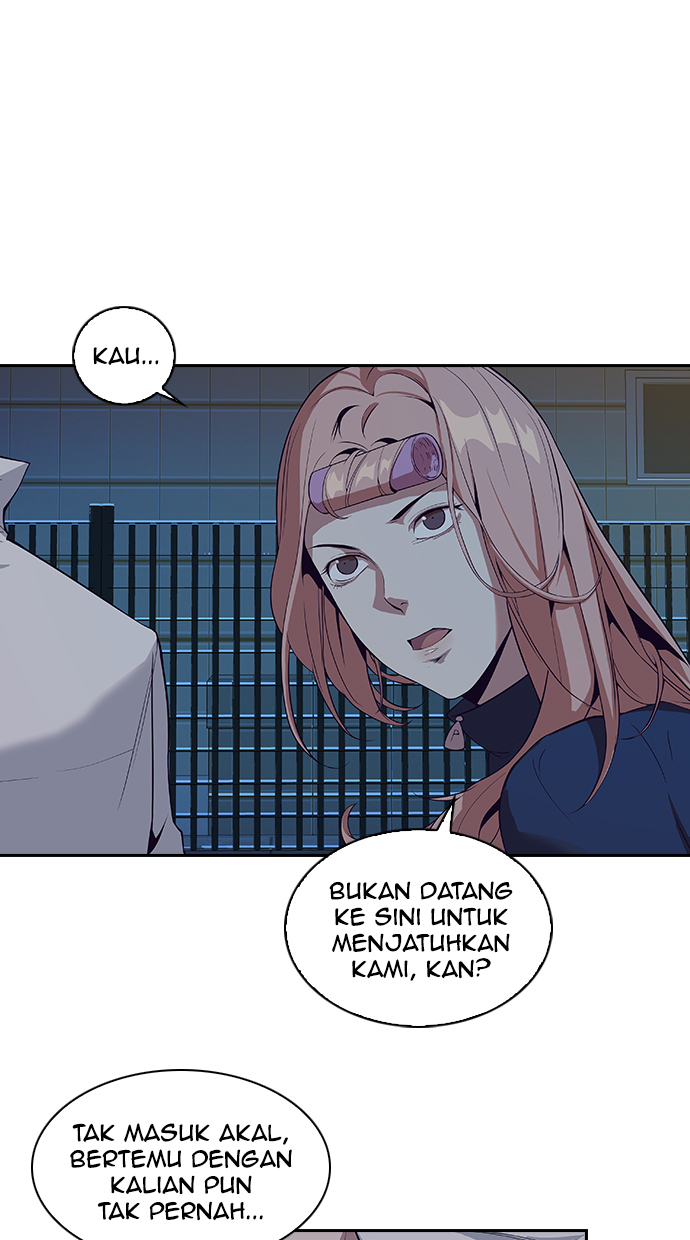 KAU...
BUKAN DATANG
KE SINI UNTUK
MENJATUHKAN
KAMI, KAN?
TAK MASUK AKAL,
BERTEMU DENGAN
KALIAN PUN
TAK PERNAH...